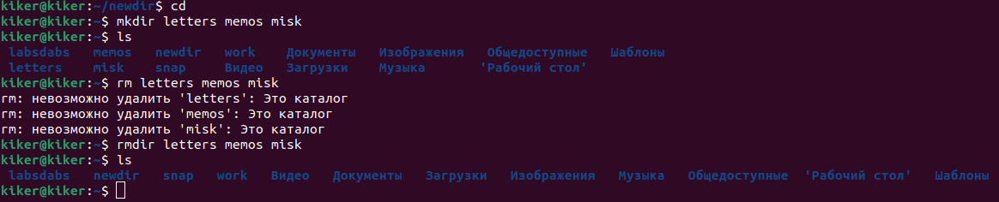 kiker@kiker:~/newdir$ cd
kiker@kiker:~$ mkdir letters memos misk
kiker@kiker:~$ ls
labsdabs memos newdir work Документы Изображения Общедоступные Шаблоны
letters misk snap Видео Загрузки Музыка 'Рабочий стол'
kiker@kiker:~$ rm letters memos misk
rm: невозможно удалить 'letters': Это каталог
rm: невозможно удалить 'memos': Это каталог
rm: невозможно удалить 'misk': Это каталог
kiker@kiker:~$ rmdir letters memos misk
kiker@kiker:~$ ls
labsdabs newdir snap work Видео Документы Загрузки Изображения Музыка Общедоступные 'Рабочий стол' Шаблоны
kiker@kiker:~$